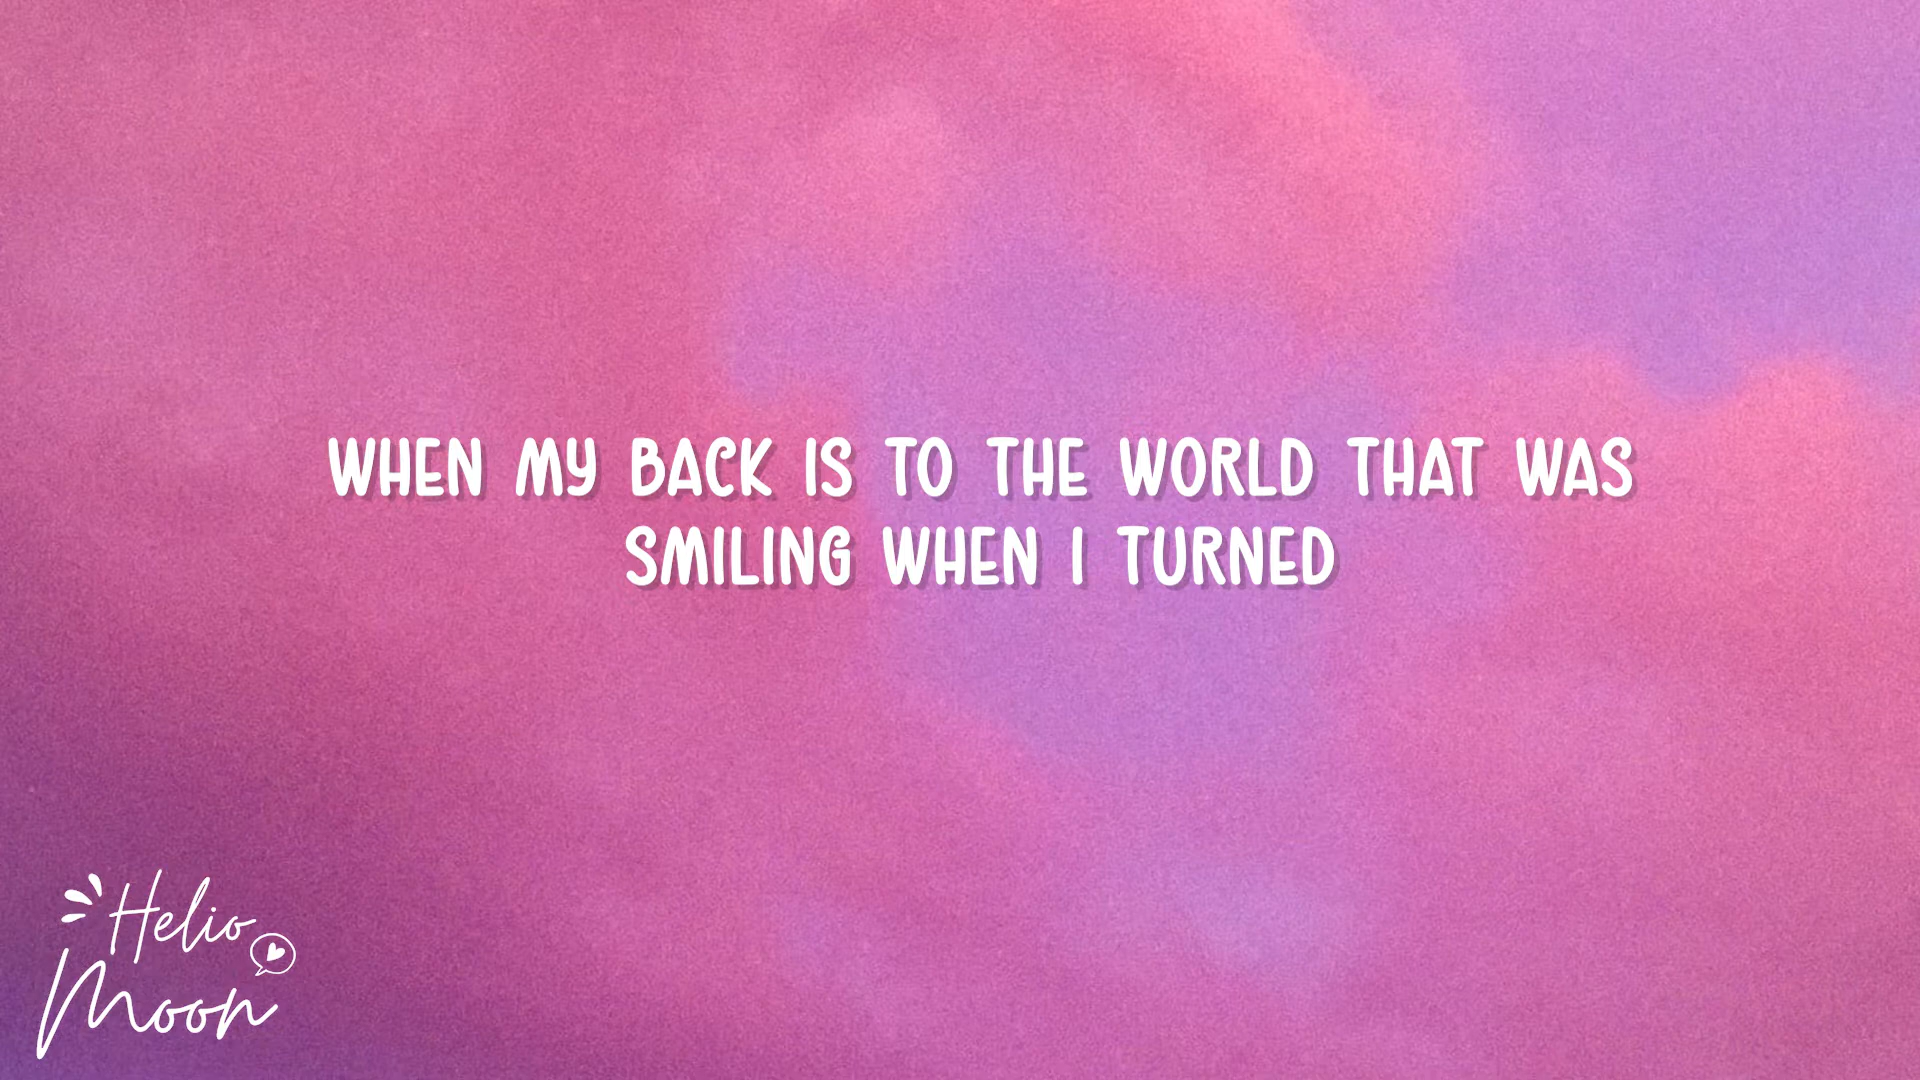 WHEN MY BACK IS TO THE WORLD THAT WAS
SMILING WHEN I TURNED
Helio
Moon